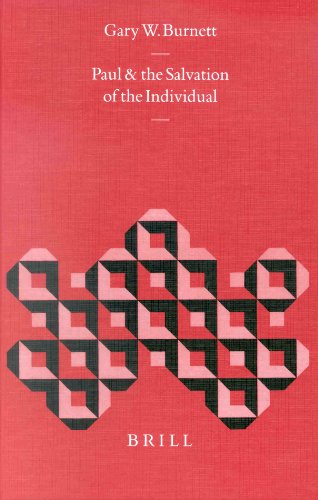 Gary W. Burnett
Paul & the Salvation
of the Individual
BRILL